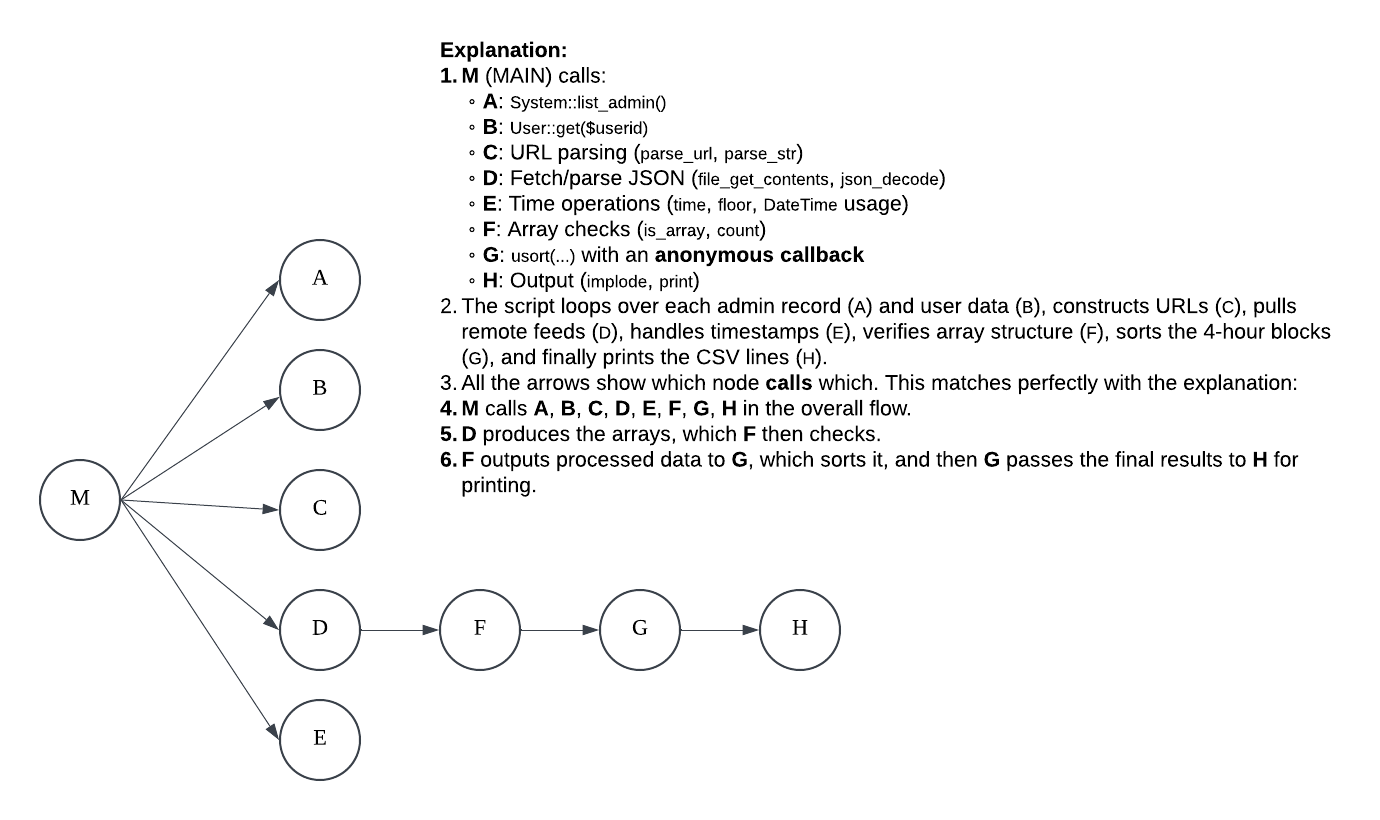 Explanation:
1. M (MAIN) calls:
◦ A: System::list_admin()
◦ B: User::get($userid)
◦ C: URL parsing (parse_url, parse_str)
◦ D: Fetch/parse JSON (file_get_contents, json_decode)
◦ E: Time operations (time, floor, DateTime usage)
◦ F: Array checks (is_array, count)
◦ G: usort(...) with an anonymous callback
◦ H: Output (implode, print)
2. The script loops over each admin record (A) and user data (B), constructs URLs (C), pulls
remote feeds (D), handles timestamps (E), verifies array structure (F), sorts the 4-hour blocks
(G), and finally prints the CSV lines (H).
3. All the arrows show which node calls which. This matches perfectly with the explanation:
4. M calls A, B, C, D, E, F, G, H in the overall flow.
5. D produces the arrays, which F then checks.
6. F outputs processed data to G, which sorts it, and then G passes the final results to H for
printing.
A
B
M
C
D
F
G
H
E